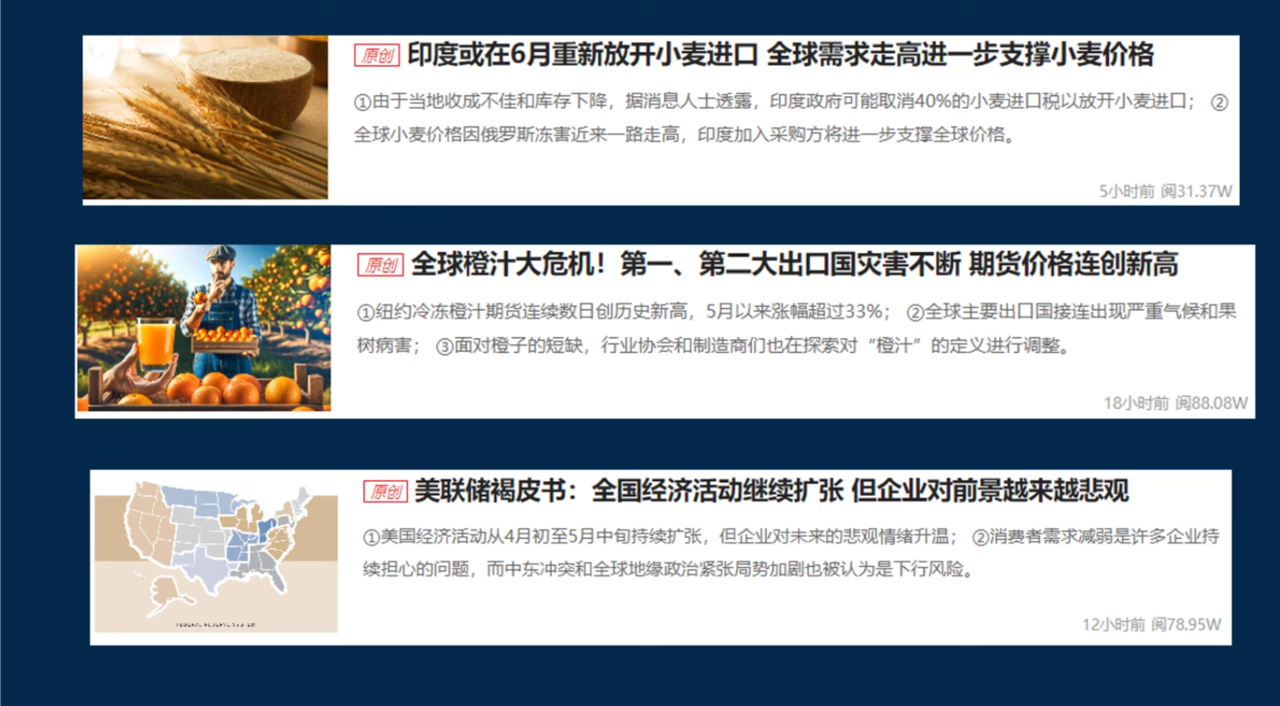 原创 印度或在6月重新放开小麦进口 全球需求走高进一步支撑小麦价格
①由于当地收成不佳和库存下降，据消息人士透露，印度政府可能取消40%的小麦进口税以放开小麦进口； ②
全球小麦价格因俄罗斯冻害近来一路走高，印度加入采购方将进一步支撑全球价格。
5小时前 阅31.37W
原创 全球橙汁大危机！第一、第二大出口国灾害不断 期货价格连创新高
①纽约冷冻橙汁期货连续数日创历史新高，5月以来涨幅超过33%； ②全球主要出口国接连出现严重气候和果
树病害； ③面对橙子的短缺，行业协会和制造商们也在探索对“橙汁”的定义进行调整。
18小时前 阅88.08W
原创 美联储褐皮书：全国经济活动继续扩张 但企业对前景越来越悲观
①美国经济活动从4月初至5月中旬持续扩张，但企业对未来的悲观情绪升温； ②消费者需求减弱是许多企业持
续担心的问题，而中东冲突和全球地缘政治紧张局势加剧也被认为是下行风险。
12小时前 阅78.95W